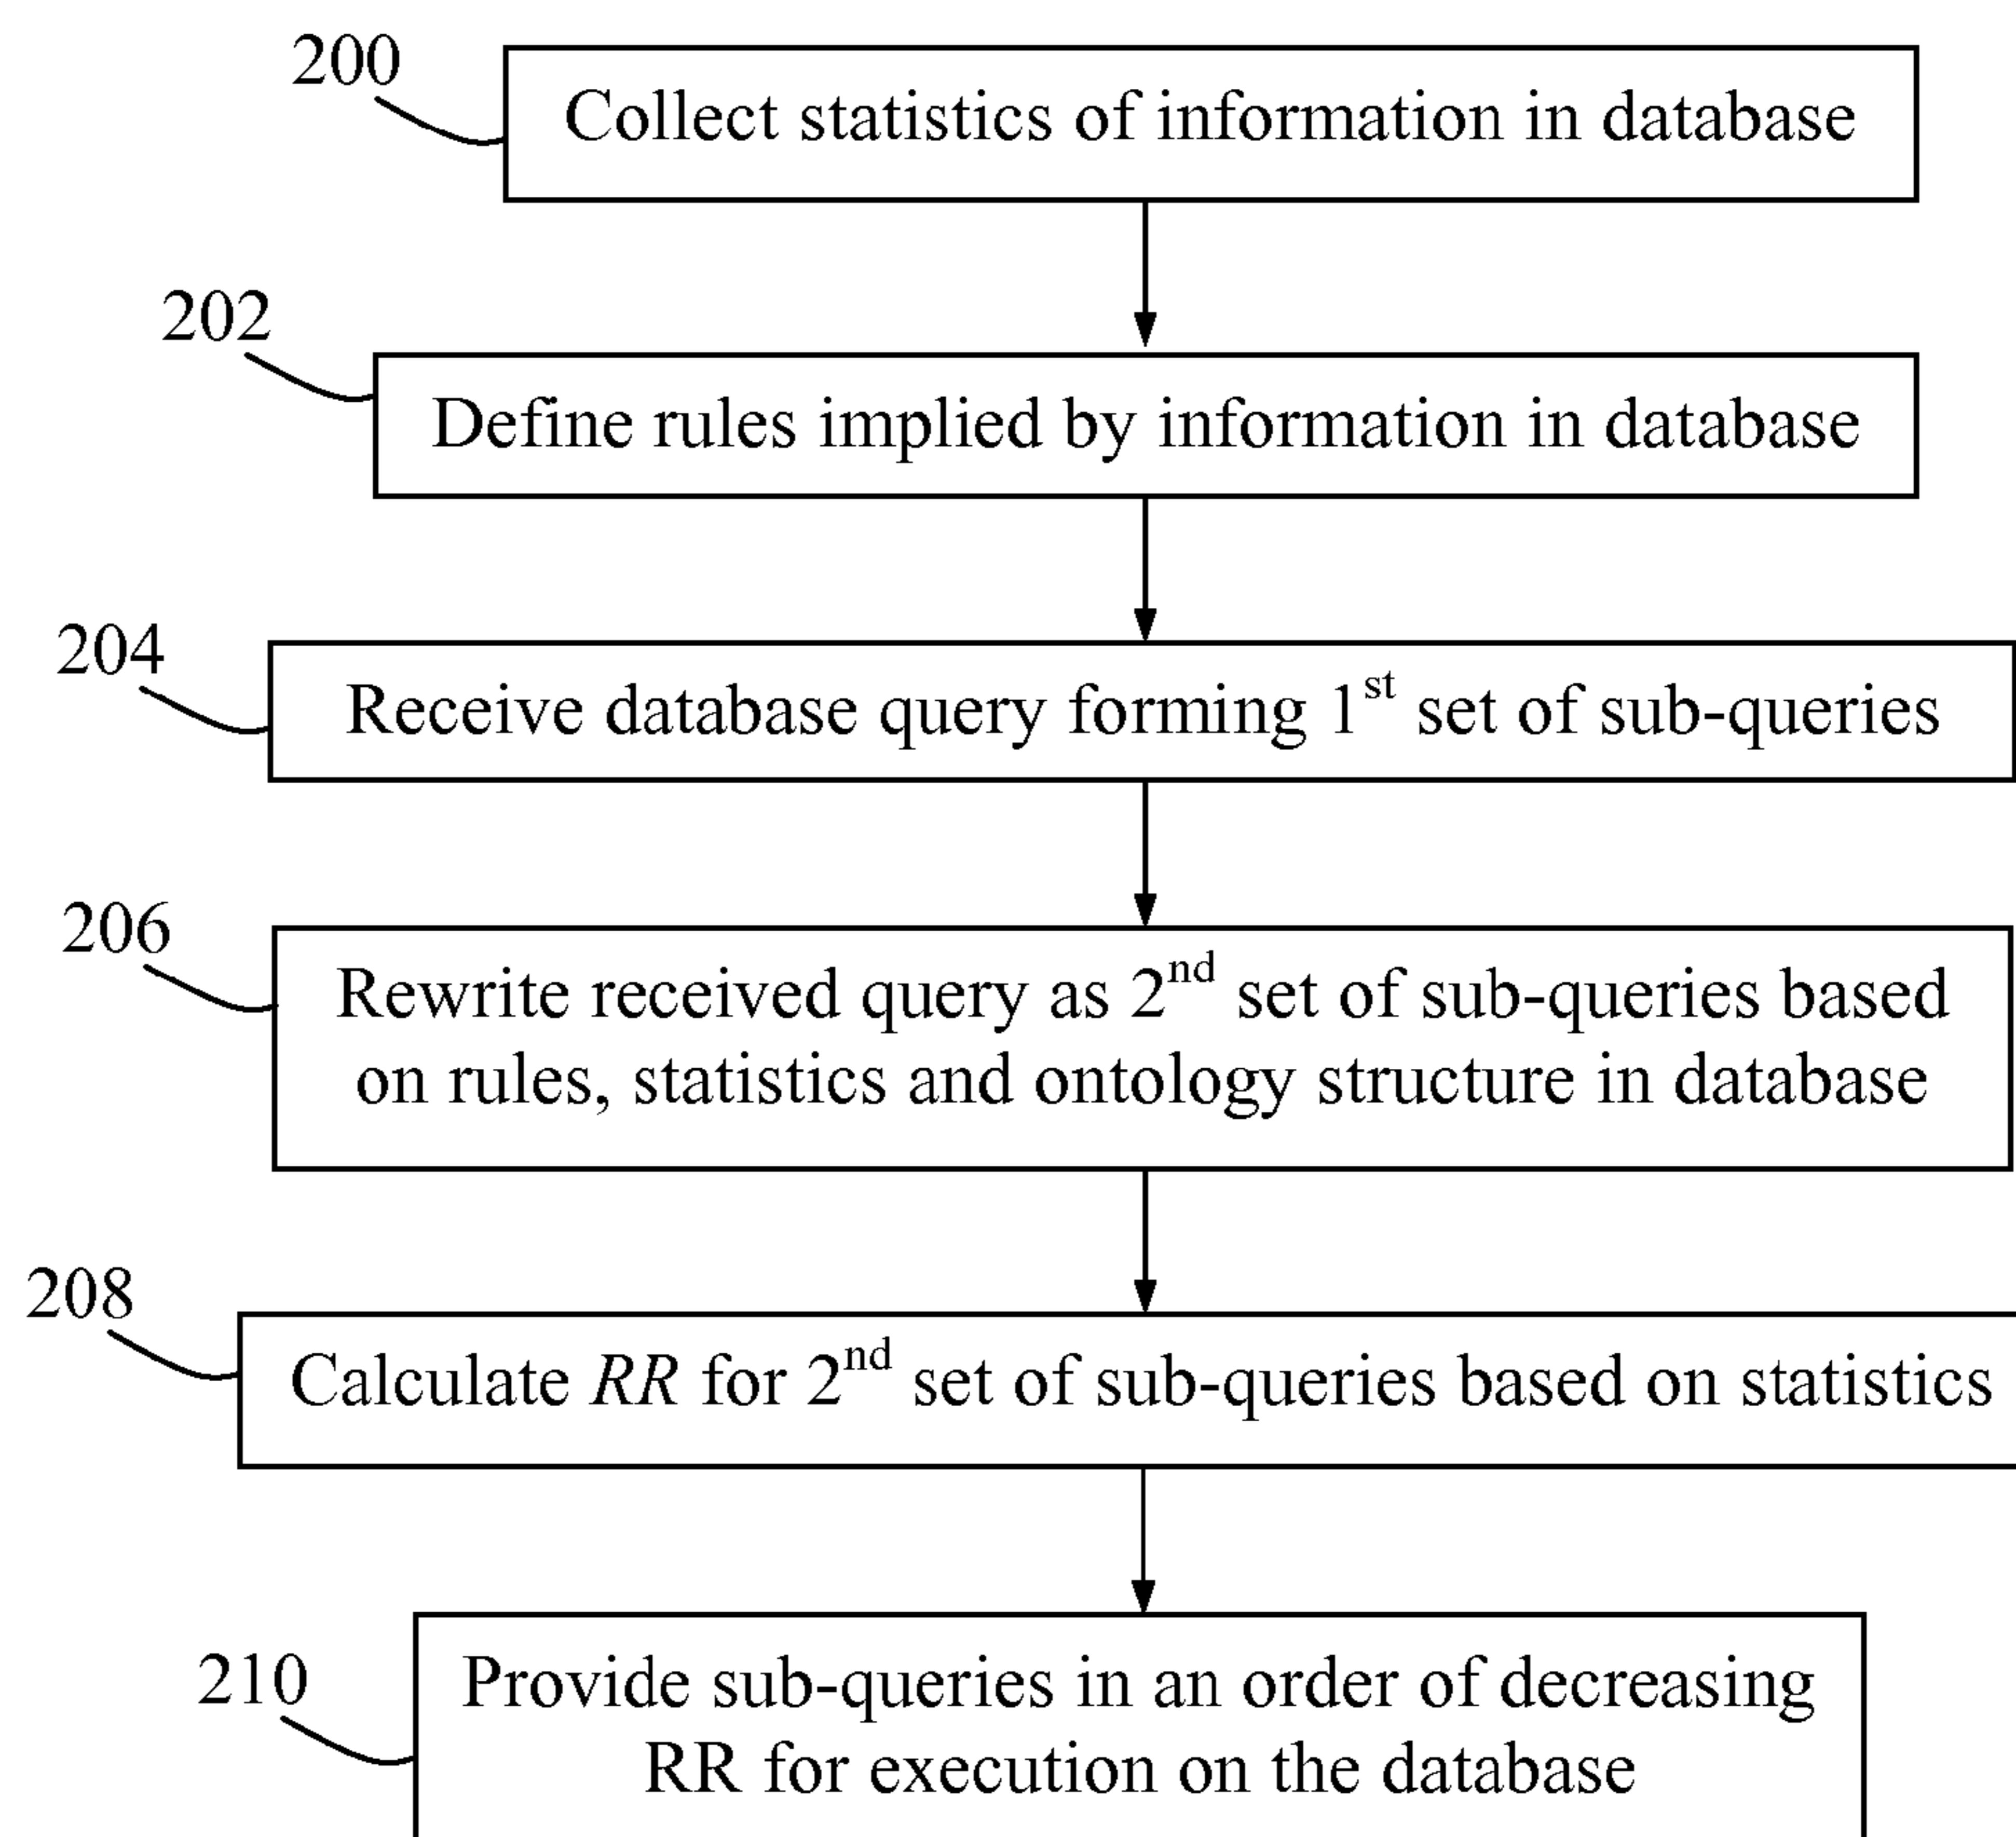 200
Collect statistics of information in database
202
Define rules implied by information in database
204
Receive database query forming 1st set of sub-queries
206
Rewrite received query as 2nd set of sub-queries based
on rules, statistics and ontology structure in database
208
Calculate RR for 2nd set of sub-queries based on statistics
210
Provide sub-queries in an order of decreasing
RR for execution on the database